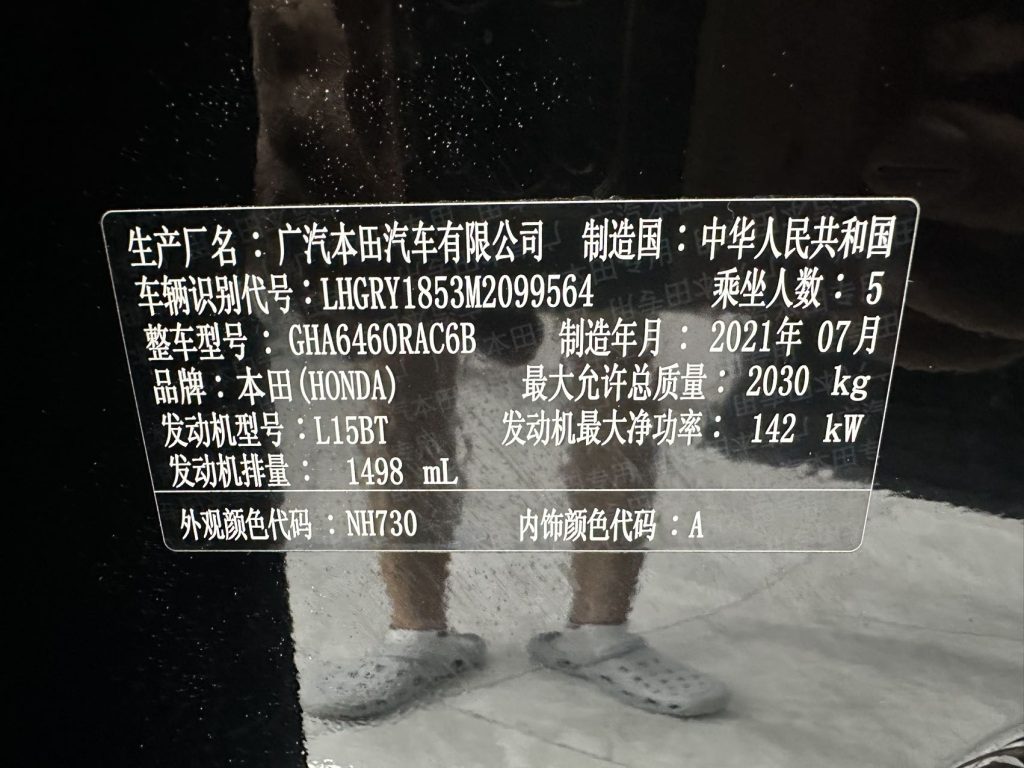 生产厂名：广汽本田汽车有限公司 制造国：中华人民共和国
车辆识别代号：LHGRY1853M2099564 乘坐人数：5
整车型号：GHA6460RAC6B 制造年月：2021年07月
品牌：本田(HONDA) 最大允许总质量：2030 kg
发动机型号：L15BT 发动机最大净功率：142 kW
发动机排量：1498 mL
外观颜色代码：NH730 内饰颜色代码：A